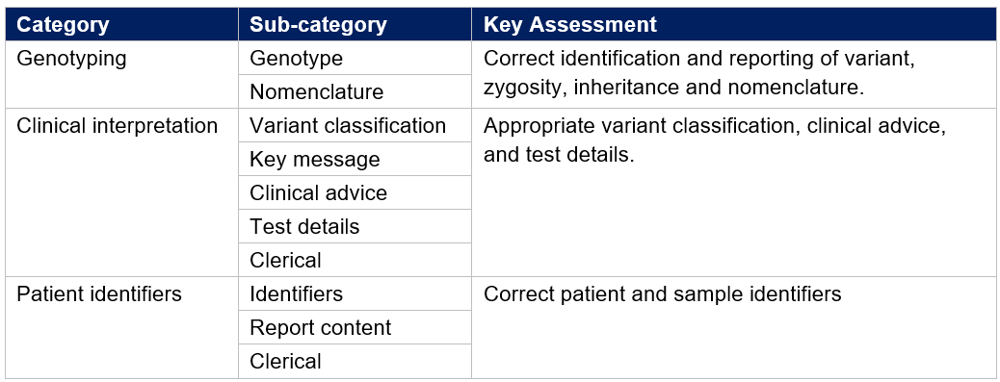 Category Sub-category Key Assessment
Genotyping Genotype Correct identification and reporting of variant,
Nomenclature zygosity, inheritance and nomenclature.
Clinical interpretation Variant classification Appropriate variant classification, clinical advice,
Key message and test details.
Clinical advice
Test details
Clerical
Patient identifiers Identifiers Correct patient and sample identifiers
Report content
Clerical